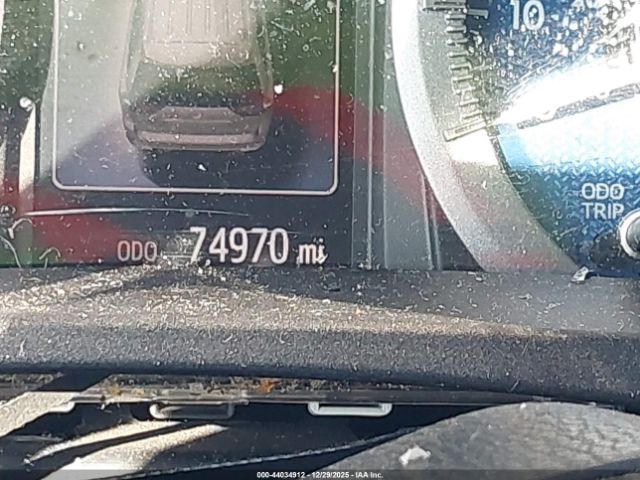 10
ODO
TRIP
ODO 74970 mi
000-44034912 - 12/29/2025 - IAA Inc.